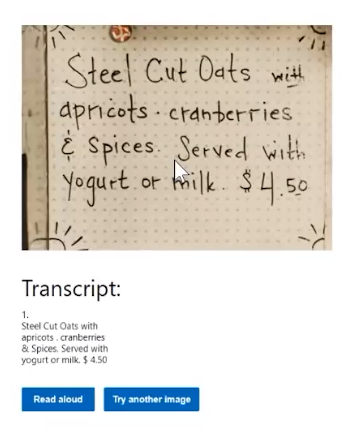 Steel Cut Oats with
apricots · cranberries
& Spices. Served with
yogurt or milk. $4.50
Transcript:
1.
Steel Cut Oats with
apricots . cranberries
& Spices. Served with
yogurt or milk. $ 4.50
Read aloud
Try another image